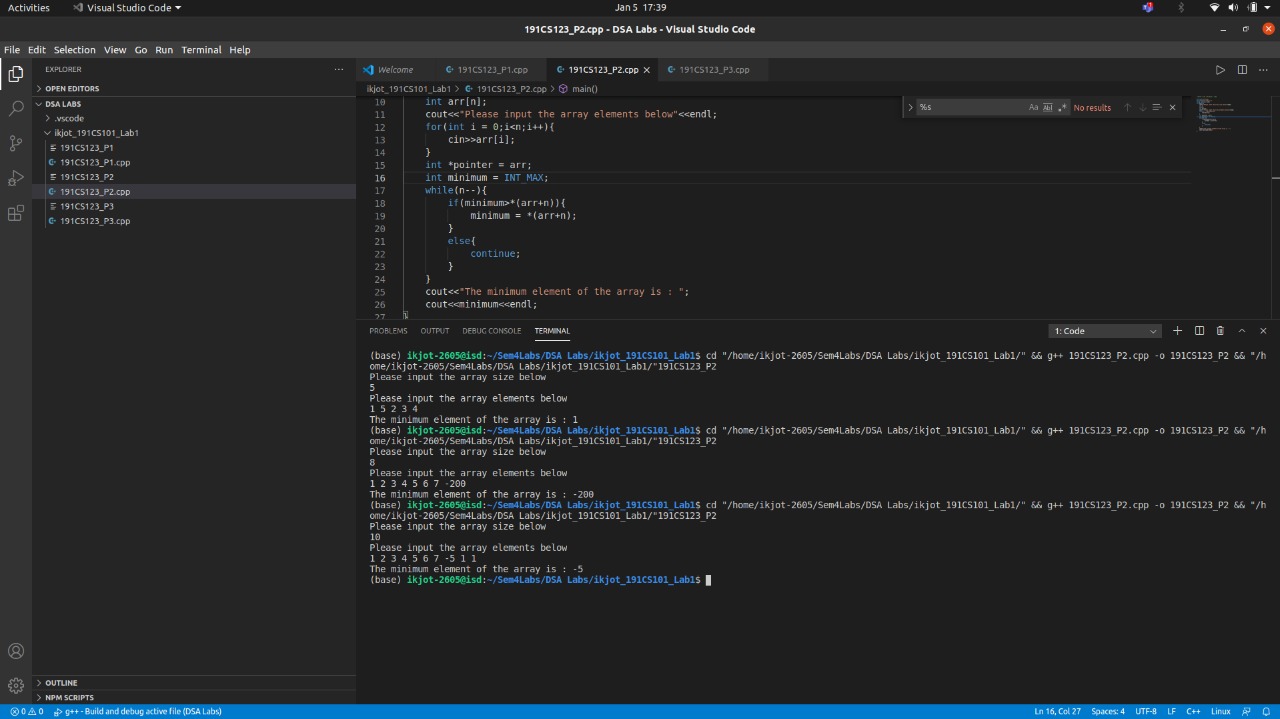 Activities Visual Studio Code Jan 5 17:39
191CS123_P2.cpp - DSA Labs - Visual Studio Code
File Edit Selection View Go Run Terminal Help
EXPLORER
OPEN EDITORS
DSA LABS
.vscode
ikjot_191CS101_Lab1
191CS123_P1
191CS123_P1.cpp
191CS123_P2
191CS123_P2.cpp
191CS123_P3
191CS123_P3.cpp
OUTLINE
NPM SCRIPTS
Welcome 191CS123_P1.cpp 191CS123_P2.cpp 191CS123_P3.cpp
ikjot_191CS101_Lab1 > 191CS123_P2.cpp > main()
%s Aa Ab| .* No results
10 int arr[n];
11 cout<<"Please input the array elements below"<<endl;
12 for(int i = 0;i<n;i++){
13 cin>>arr[i];
14 }
15 int *pointer = arr;
16 int minimum = INT_MAX;
17 while(n--){
18 if(minimum>*(arr+n)){
19 minimum = *(arr+n);
20 }
21 else{
22 continue;
23 }
24 }
25 cout<<"The minimum element of the array is : ";
26 cout<<minimum<<endl;
27 }
PROBLEMS OUTPUT DEBUG CONSOLE TERMINAL 1: Code
(base) ikjot-2605@isd:~/Sem4Labs/DSA Labs/ikjot_191CS101_Lab1$ cd "/home/ikjot-2605/Sem4Labs/DSA Labs/ikjot_191CS101_Lab1/" && g++ 191CS123_P2.cpp -o 191CS123_P2 && "/h
ome/ikjot-2605/Sem4Labs/DSA Labs/ikjot_191CS101_Lab1/"191CS123_P2
Please input the array size below
5
Please input the array elements below
1 5 2 3 4
The minimum element of the array is : 1
(base) ikjot-2605@isd:~/Sem4Labs/DSA Labs/ikjot_191CS101_Lab1$ cd "/home/ikjot-2605/Sem4Labs/DSA Labs/ikjot_191CS101_Lab1/" && g++ 191CS123_P2.cpp -o 191CS123_P2 && "/h
ome/ikjot-2605/Sem4Labs/DSA Labs/ikjot_191CS101_Lab1/"191CS123_P2
Please input the array size below
8
Please input the array elements below
1 2 3 4 5 6 7 -200
The minimum element of the array is : -200
(base) ikjot-2605@isd:~/Sem4Labs/DSA Labs/ikjot_191CS101_Lab1$ cd "/home/ikjot-2605/Sem4Labs/DSA Labs/ikjot_191CS101_Lab1/" && g++ 191CS123_P2.cpp -o 191CS123_P2 && "/h
ome/ikjot-2605/Sem4Labs/DSA Labs/ikjot_191CS101_Lab1/"191CS123_P2
Please input the array size below
10
Please input the array elements below
1 2 3 4 5 6 7 -5 1 1
The minimum element of the array is : -5
(base) ikjot-2605@isd:~/Sem4Labs/DSA Labs/ikjot_191CS101_Lab1$
0 0 g++ - Build and debug active file (DSA Labs) Ln 16, Col 27 Spaces: 4 UTF-8 LF C++ Linux